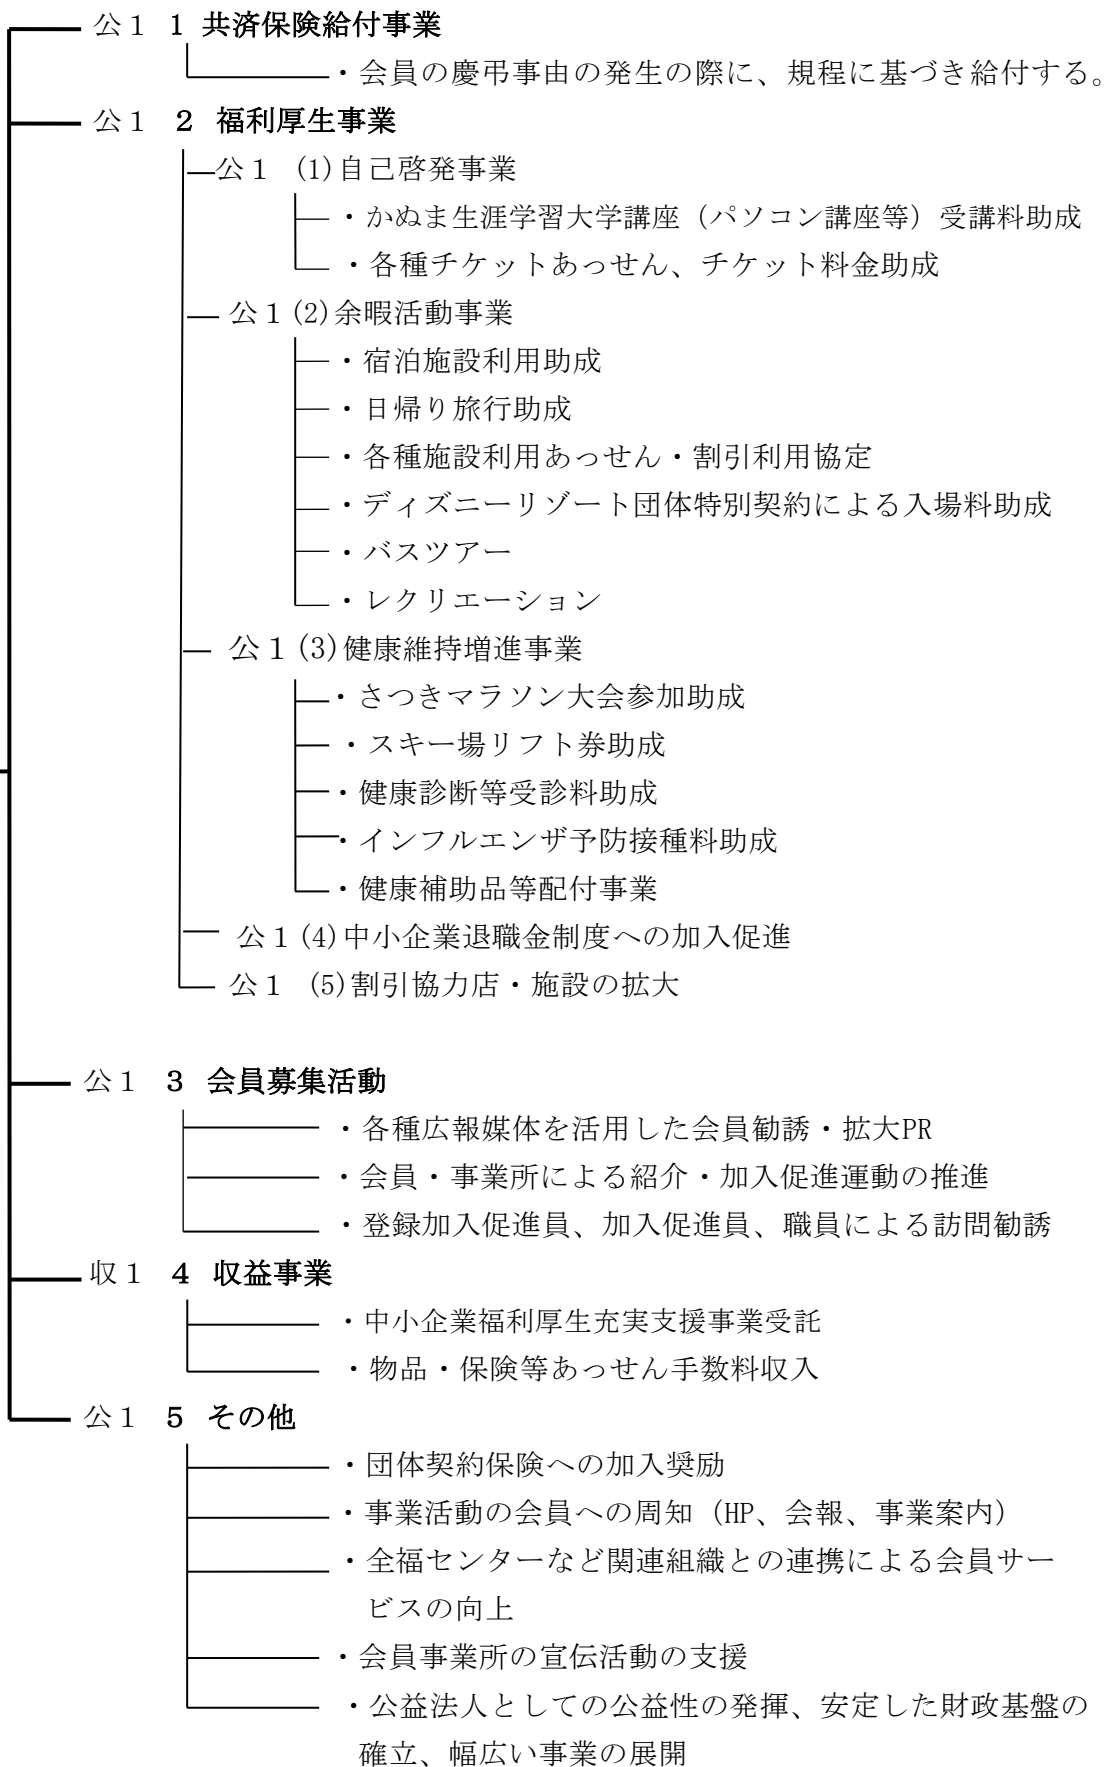 公１ 1 共済保険給付事業
・会員の慶弔事由の発生の際に、規程に基づき給付する。
公１ 2 福利厚生事業
公１ (1)自己啓発事業
・かぬま生涯学習大学講座（パソコン講座等）受講料助成
・各種チケットあっせん、チケット料金助成
公１(2)余暇活動事業
・宿泊施設利用助成
・日帰り旅行助成
・各種施設利用あっせん・割引利用協定
・ディズニーリゾート団体特別契約による入場料助成
・バスツアー
・レクリエーション
公１(3)健康維持増進事業
・さつきマラソン大会参加助成
・スキー場リフト券助成
・健康診断等受診料助成
・インフルエンザ予防接種料助成
・健康補助品等配付事業
公１(4)中小企業退職金制度への加入促進
公１ (5)割引協力店・施設の拡大
公１ 3 会員募集活動
・各種広報媒体を活用した会員勧誘・拡大PR
・会員・事業所による紹介・加入促進運動の推進
・登録加入促進員、加入促進員、職員による訪問勧誘
収１ 4 収益事業
・中小企業福利厚生充実支援事業受託
・物品・保険等あっせん手数料収入
公１ 5 その他
・団体契約保険への加入奨励
・事業活動の会員への周知（HP、会報、事業案内）
・全福センターなど関連組織との連携による会員サー
ビスの向上
・会員事業所の宣伝活動の支援
・公益法人としての公益性の発揮、安定した財政基盤の
確立、幅広い事業の展開